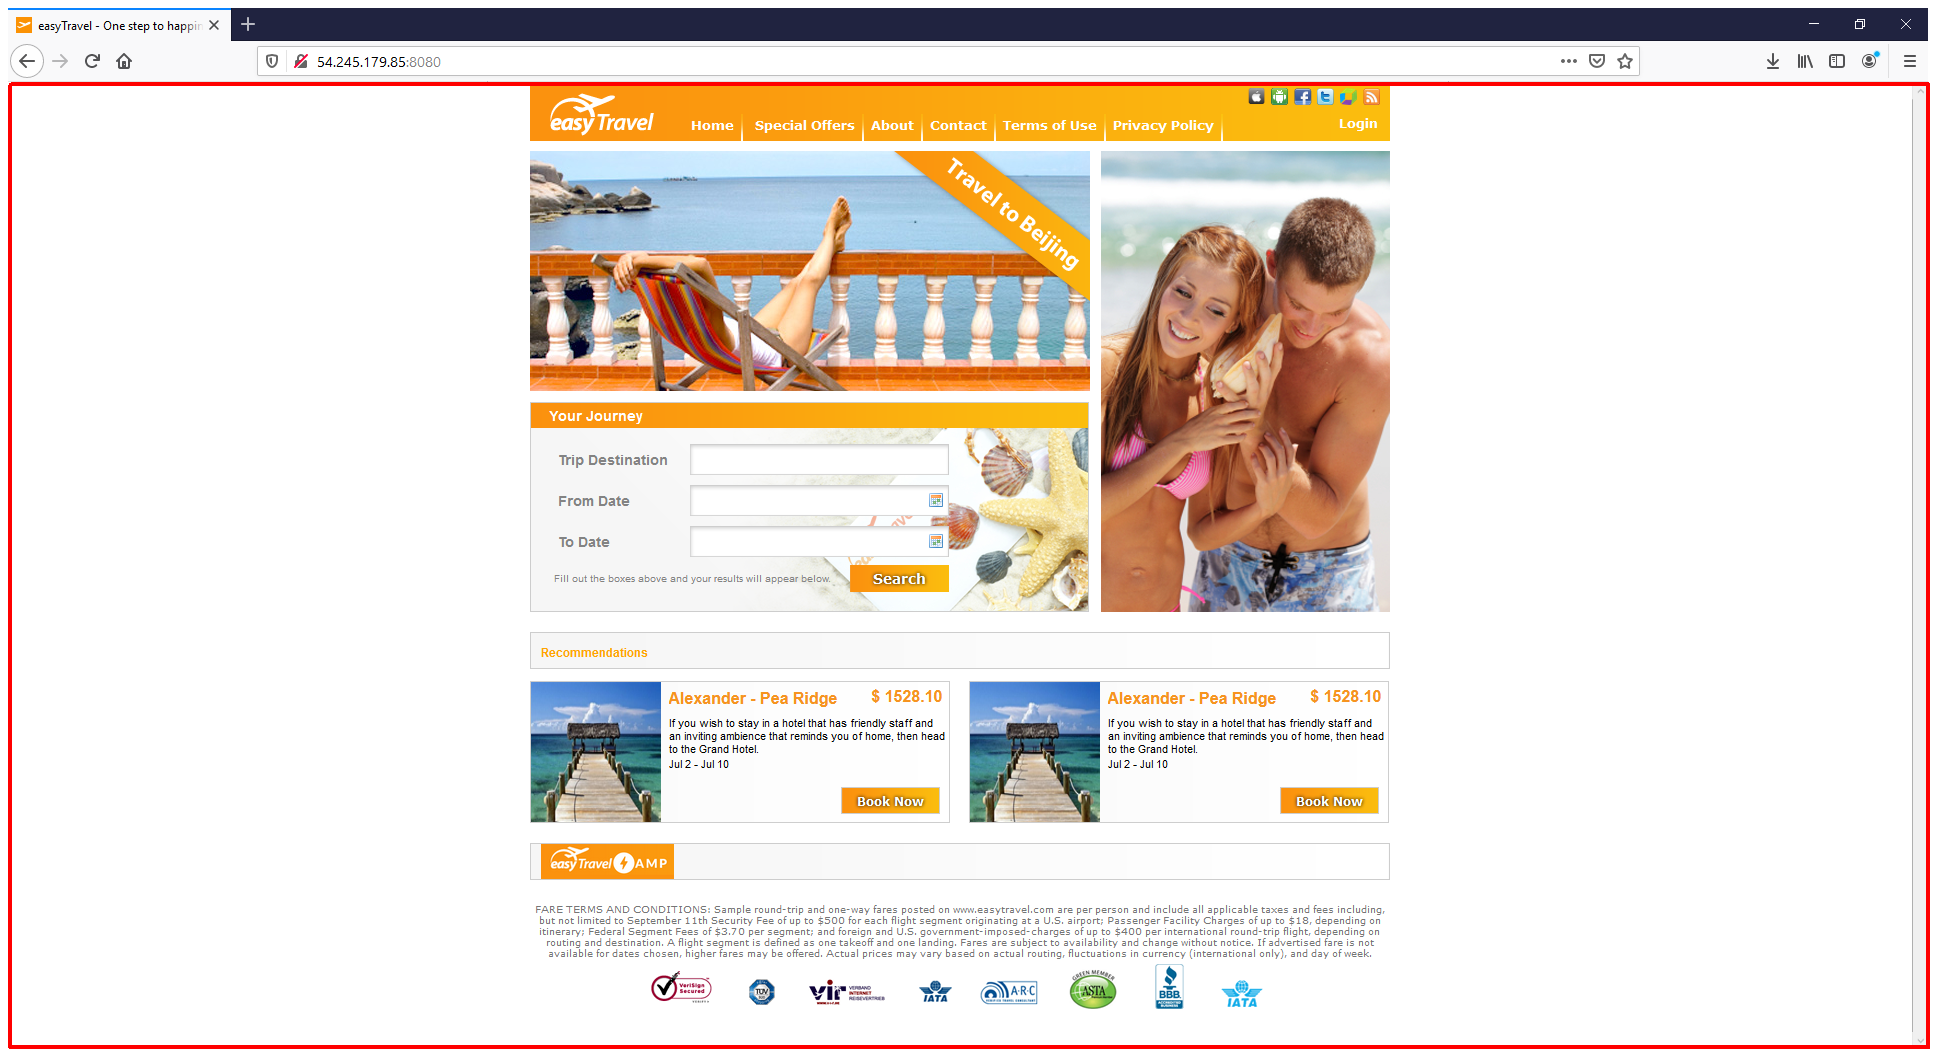 easyTravel - One step to happin
54.245.179.85:8080
easyTravel
Home
Special Offers
About
Contact
Terms of Use
Privacy Policy
Login
Travel to Beijing
Your Journey
Trip Destination
From Date
To Date
Fill out the boxes above and your results will appear below.
Search
Recommendations
Alexander - Pea Ridge
$ 1528.10
If you wish to stay in a hotel that has friendly staff and
an inviting ambience that reminds you of home, then head
to the Grand Hotel.
Jul 2 - Jul 10
Book Now
Alexander - Pea Ridge
$ 1528.10
If you wish to stay in a hotel that has friendly staff and
an inviting ambience that reminds you of home, then head
to the Grand Hotel.
Jul 2 - Jul 10
Book Now
easyTravel AMP
FARE TERMS AND CONDITIONS: Sample round-trip and one-way fares posted on www.easytravel.com are per person and include all applicable taxes and fees including,
but not limited to September 11th Security Fee of up to $500 for each flight segment originating at a U.S. airport; Passenger Facility Charges of up to $18, depending on
itinerary; Federal Segment Fees of $3.70 per segment; and foreign and U.S. government-imposed-charges of up to $400 per international round-trip flight, depending on
routing and destination. A flight segment is defined as one takeoff and one landing. Fares are subject to availability and change without notice. If advertised fare is not
available for dates chosen, higher fares may be offered. Actual prices may vary based on actual routing, fluctuations in currency (international only), and day of week.
VeriSign
Secured
TÜV
vir
VERBAND
INTERNET
REISEVERTRIEB
IATA
A·R·C
GREEN MEMBER
ASTA
BBB
ACCREDITED
BUSINESS
IATA